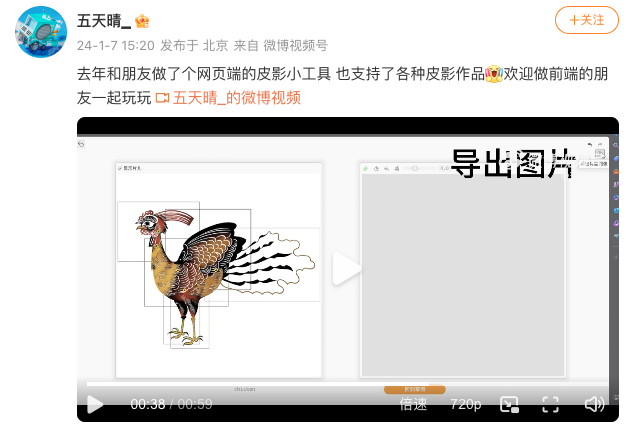 五天晴_
+关注
24-1-7 15:20 发布于 北京 来自 微博视频号
去年和朋友做了个网页端的皮影小工具 也支持了各种皮影作品欢迎做前端的朋
友一起玩玩 五天晴_的微博视频
导出图片
chicken
00:38 / 00:59
倍速
720p